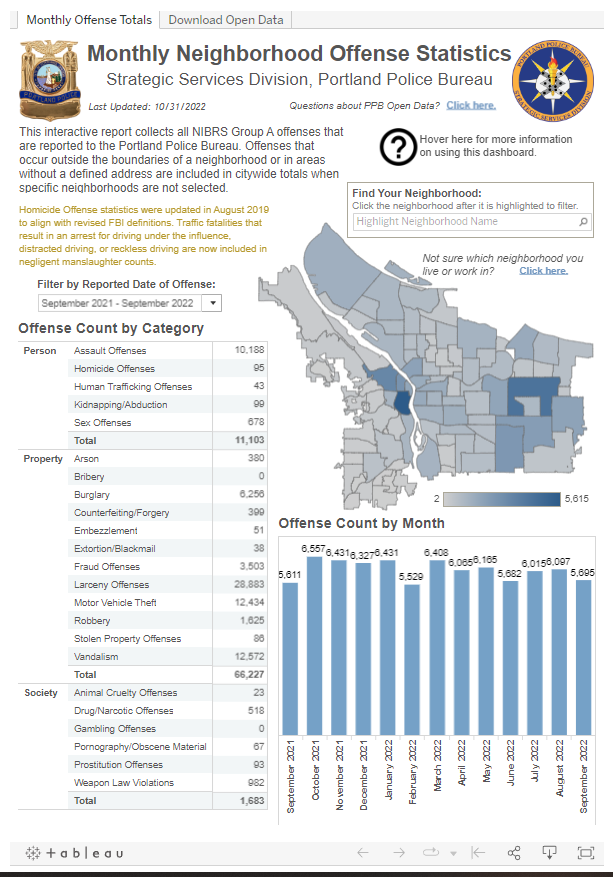 Monthly Offense Totals
Download Open Data
Monthly Neighborhood Offense Statistics
Strategic Services Division, Portland Police Bureau
Last Updated: 10/31/2022
Questions about PPB Open Data? Click here.
This interactive report collects all NIBRS Group A offenses that
are reported to the Portland Police Bureau. Offenses that
occur outside the boundaries of a neighborhood or in areas
without a defined address are included in citywide totals when
specific neighborhoods are not selected.
?
Hover here for more information
on using this dashboard.
Find Your Neighborhood:
Click the neighborhood after it is highlighted to filter.
Highlight Neighborhood Name
Homicide Offense statistics were updated in August 2019
to align with revised FBI definitions. Traffic fatalities that
result in an arrest for driving under the influence,
distracted driving, or reckless driving are now included in
negligent manslaughter counts.
Not sure which neighborhood you
live or work in? Click here.
Filter by Reported Date of Offense:
September 2021 - September 2022
Offense Count by Category
Person Assault Offenses 10,188
Homicide Offenses 95
Human Trafficking Offenses 43
Kidnapping/Abduction 99
Sex Offenses 678
Total 11,103
Property Arson 380
Bribery 0
Burglary 6,256
Counterfeiting/Forgery 399
Embezzlement 51
Extortion/Blackmail 38
Fraud Offenses 3,503
Larceny Offenses 28,883
Motor Vehicle Theft 12,434
Robbery 1,625
Stolen Property Offenses 86
Vandalism 12,572
Total 66,227
Society Animal Cruelty Offenses 23
Drug/Narcotic Offenses 518
Gambling Offenses 0
Pornography/Obscene Material 67
Prostitution Offenses 93
Weapon Law Violations 982
Total 1,683
2
5,615
Offense Count by Month
5,611
6,557
6,431
6,327
6,431
5,529
6,408
6,065
6,165
5,682
6,015
6,097
5,695
September 2021
October 2021
November 2021
December 2021
January 2022
February 2022
March 2022
April 2022
May 2022
June 2022
July 2022
August 2022
September 2022
+ a b l e a u